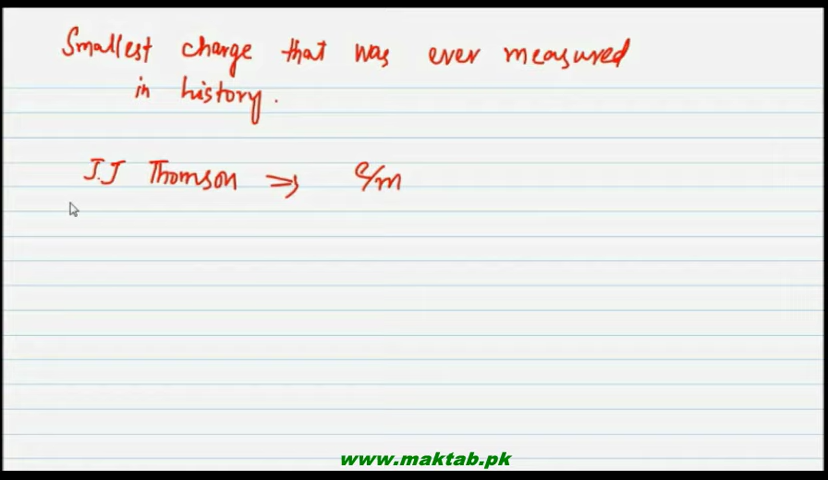 Smallest charge that was ever measured
in history.
J.J Thomson ⇒ e/m
www.maktab.pk